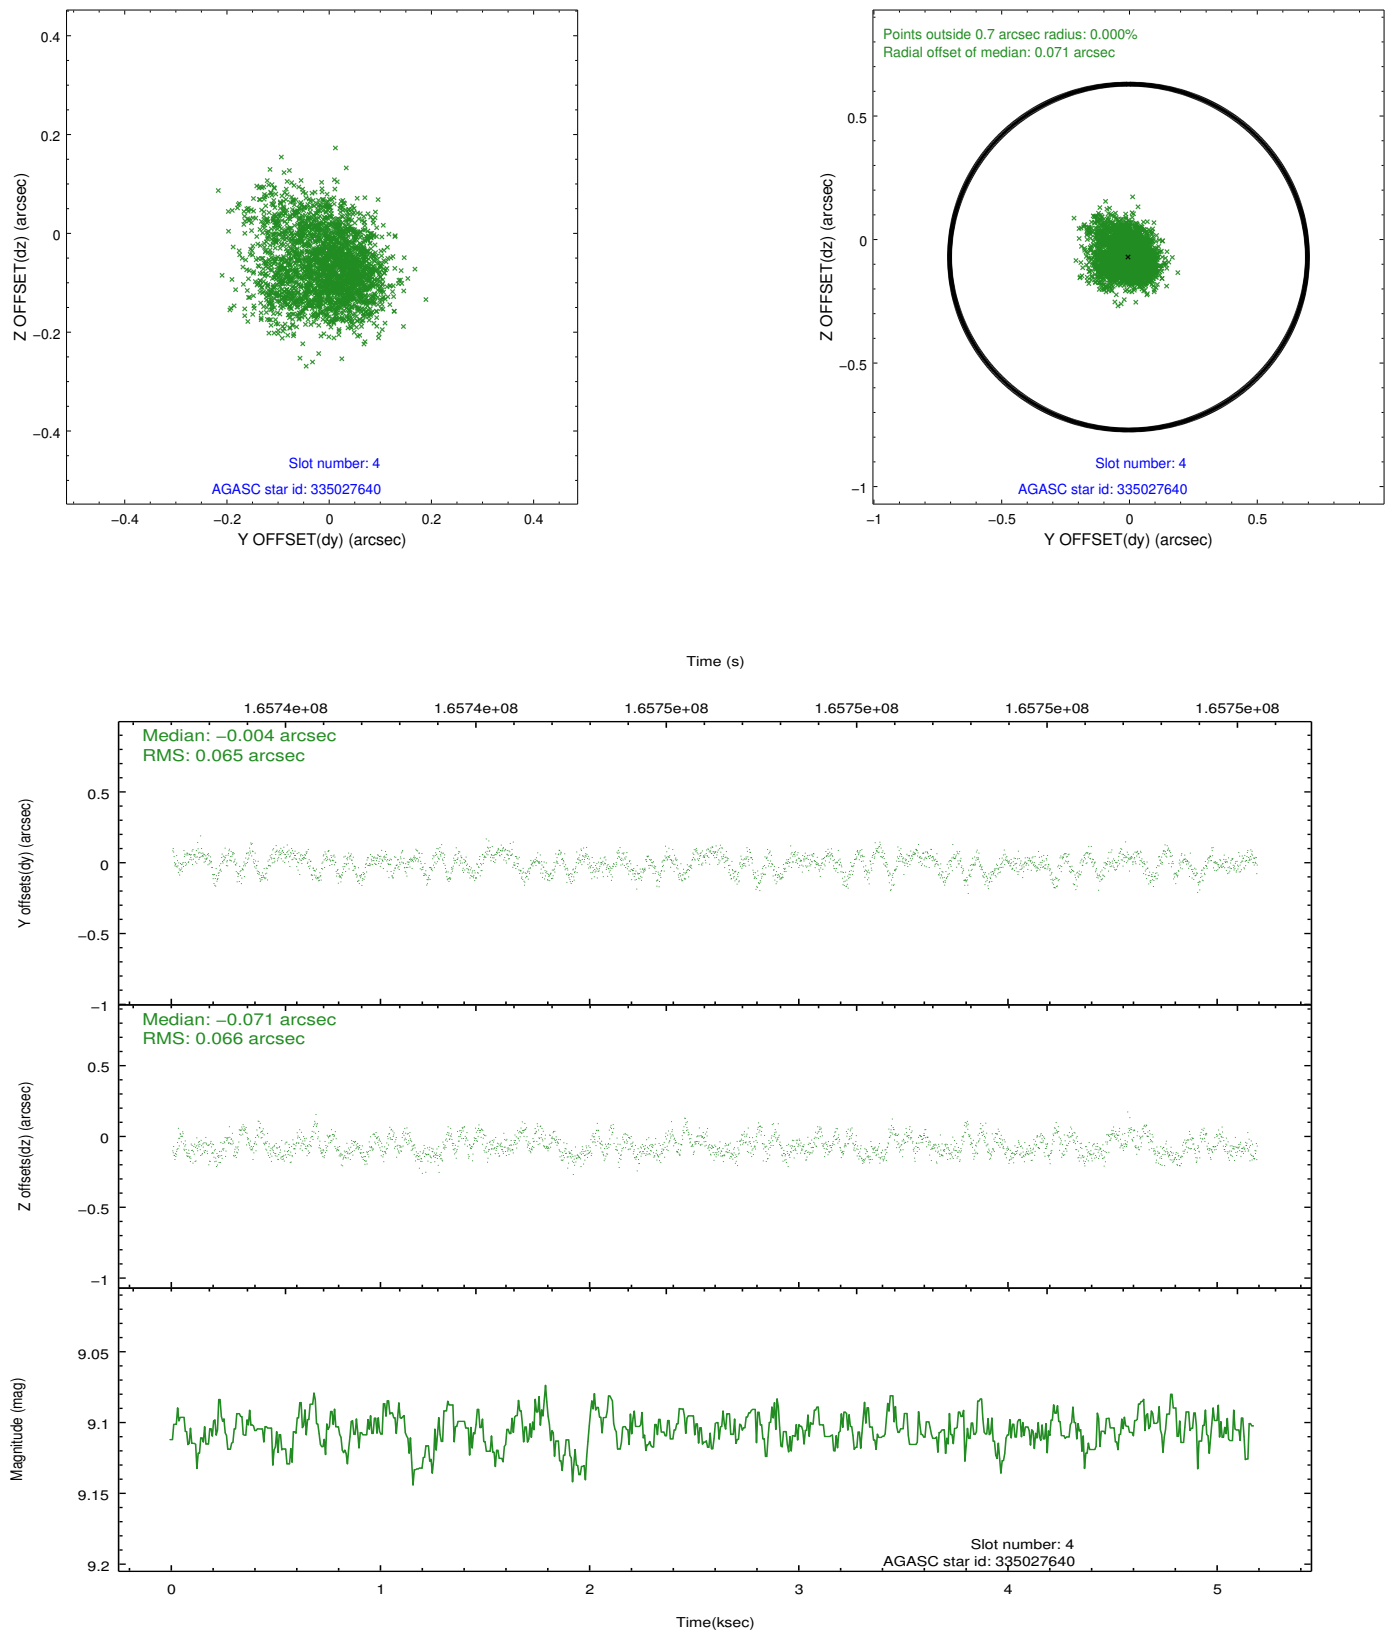 0.4
0.2
0
−0.2
−0.4
Z OFFSET(dz) (arcsec)
Slot number: 4
AGASC star id: 335027640
−0.4
−0.2
0
0.2
0.4
Y OFFSET(dy) (arcsec)
Points outside 0.7 arcsec radius: 0.000%
Radial offset of median: 0.071 arcsec
0.5
0
−0.5
−1
Z OFFSET(dz) (arcsec)
Slot number: 4
AGASC star id: 335027640
−1
−0.5
0
0.5
Y OFFSET(dy) (arcsec)
Time (s)
1.6574e+08
1.6574e+08
1.6575e+08
1.6575e+08
1.6575e+08
1.6575e+08
Median: −0.004 arcsec
RMS: 0.065 arcsec
0.5
0
−0.5
−1
Y offsets(dy) (arcsec)
Median: −0.071 arcsec
RMS: 0.066 arcsec
0.5
0
−0.5
−1
Z offsets(dz) (arcsec)
9.05
9.1
9.15
9.2
Magnitude (mag)
Slot number: 4
AGASC star id: 335027640
0
1
2
3
4
5
Time(ksec)